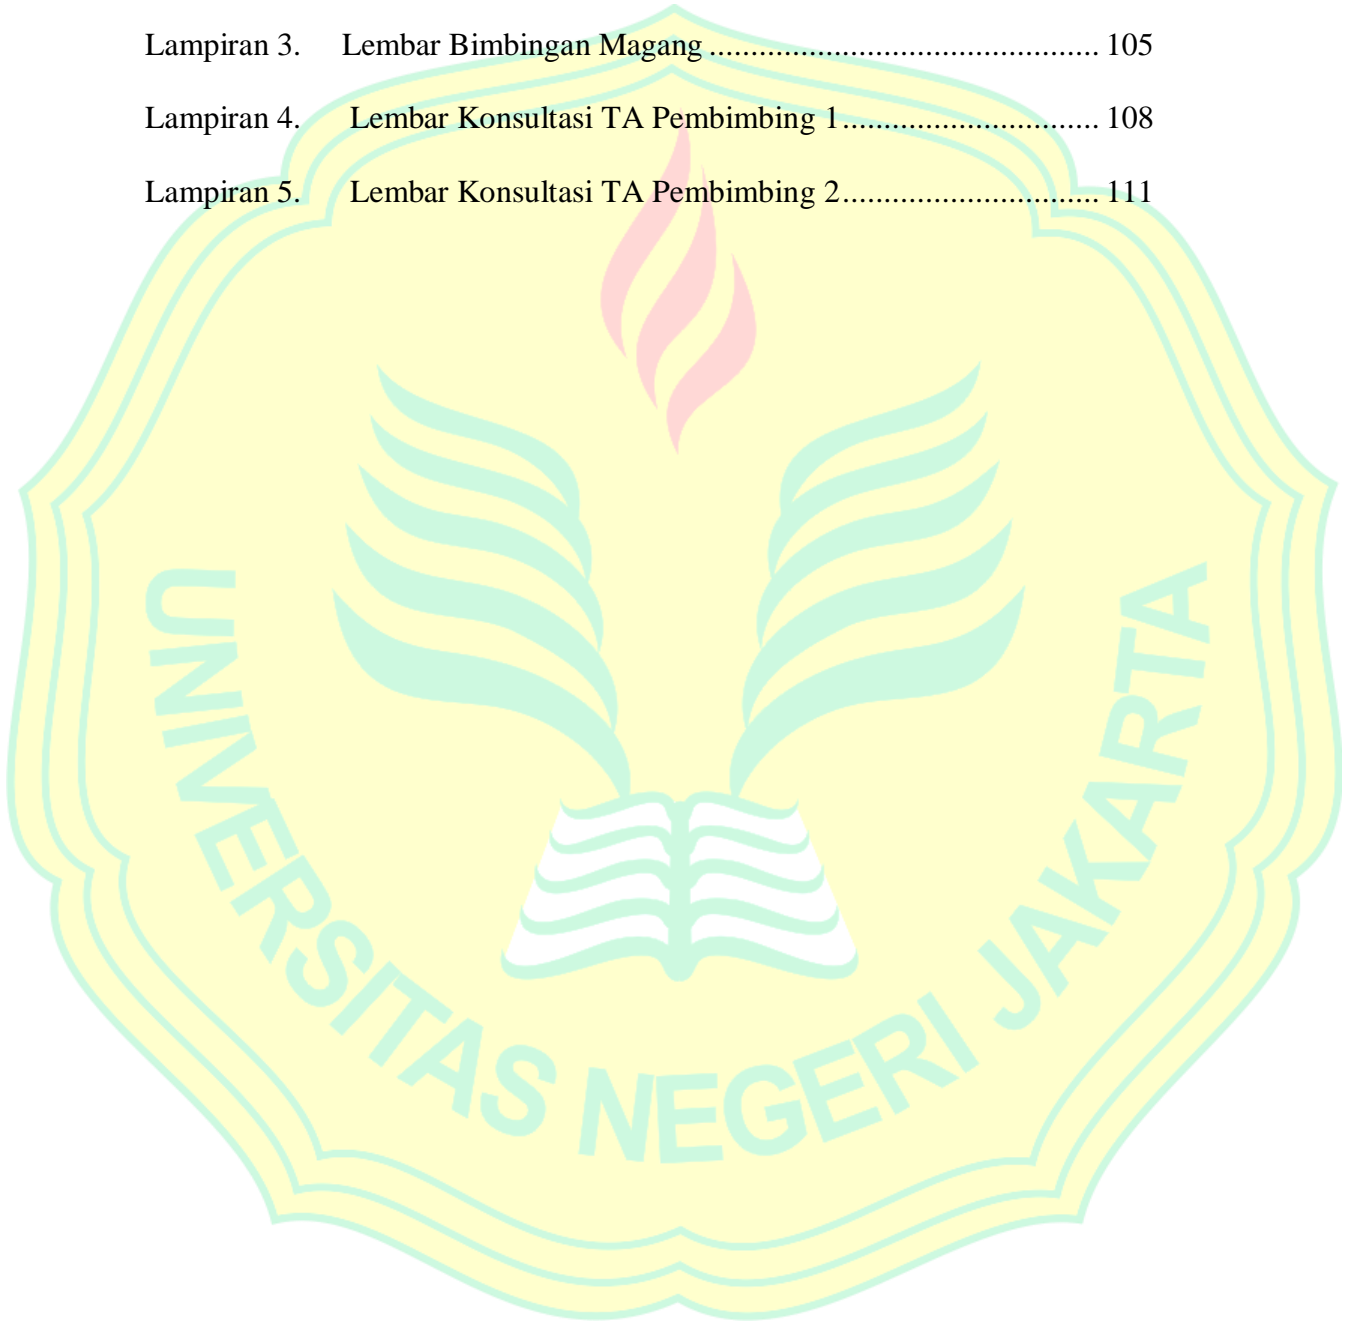 Lampiran 3. Lembar Bimbingan Magang ................................................ 105
Lampiran 4. Lembar Konsultasi TA Pembimbing 1 ................................ 108
Lampiran 5. Lembar Konsultasi TA Pembimbing 2 ................................ 111
UNIVERSITAS NEGERI JAKARTA